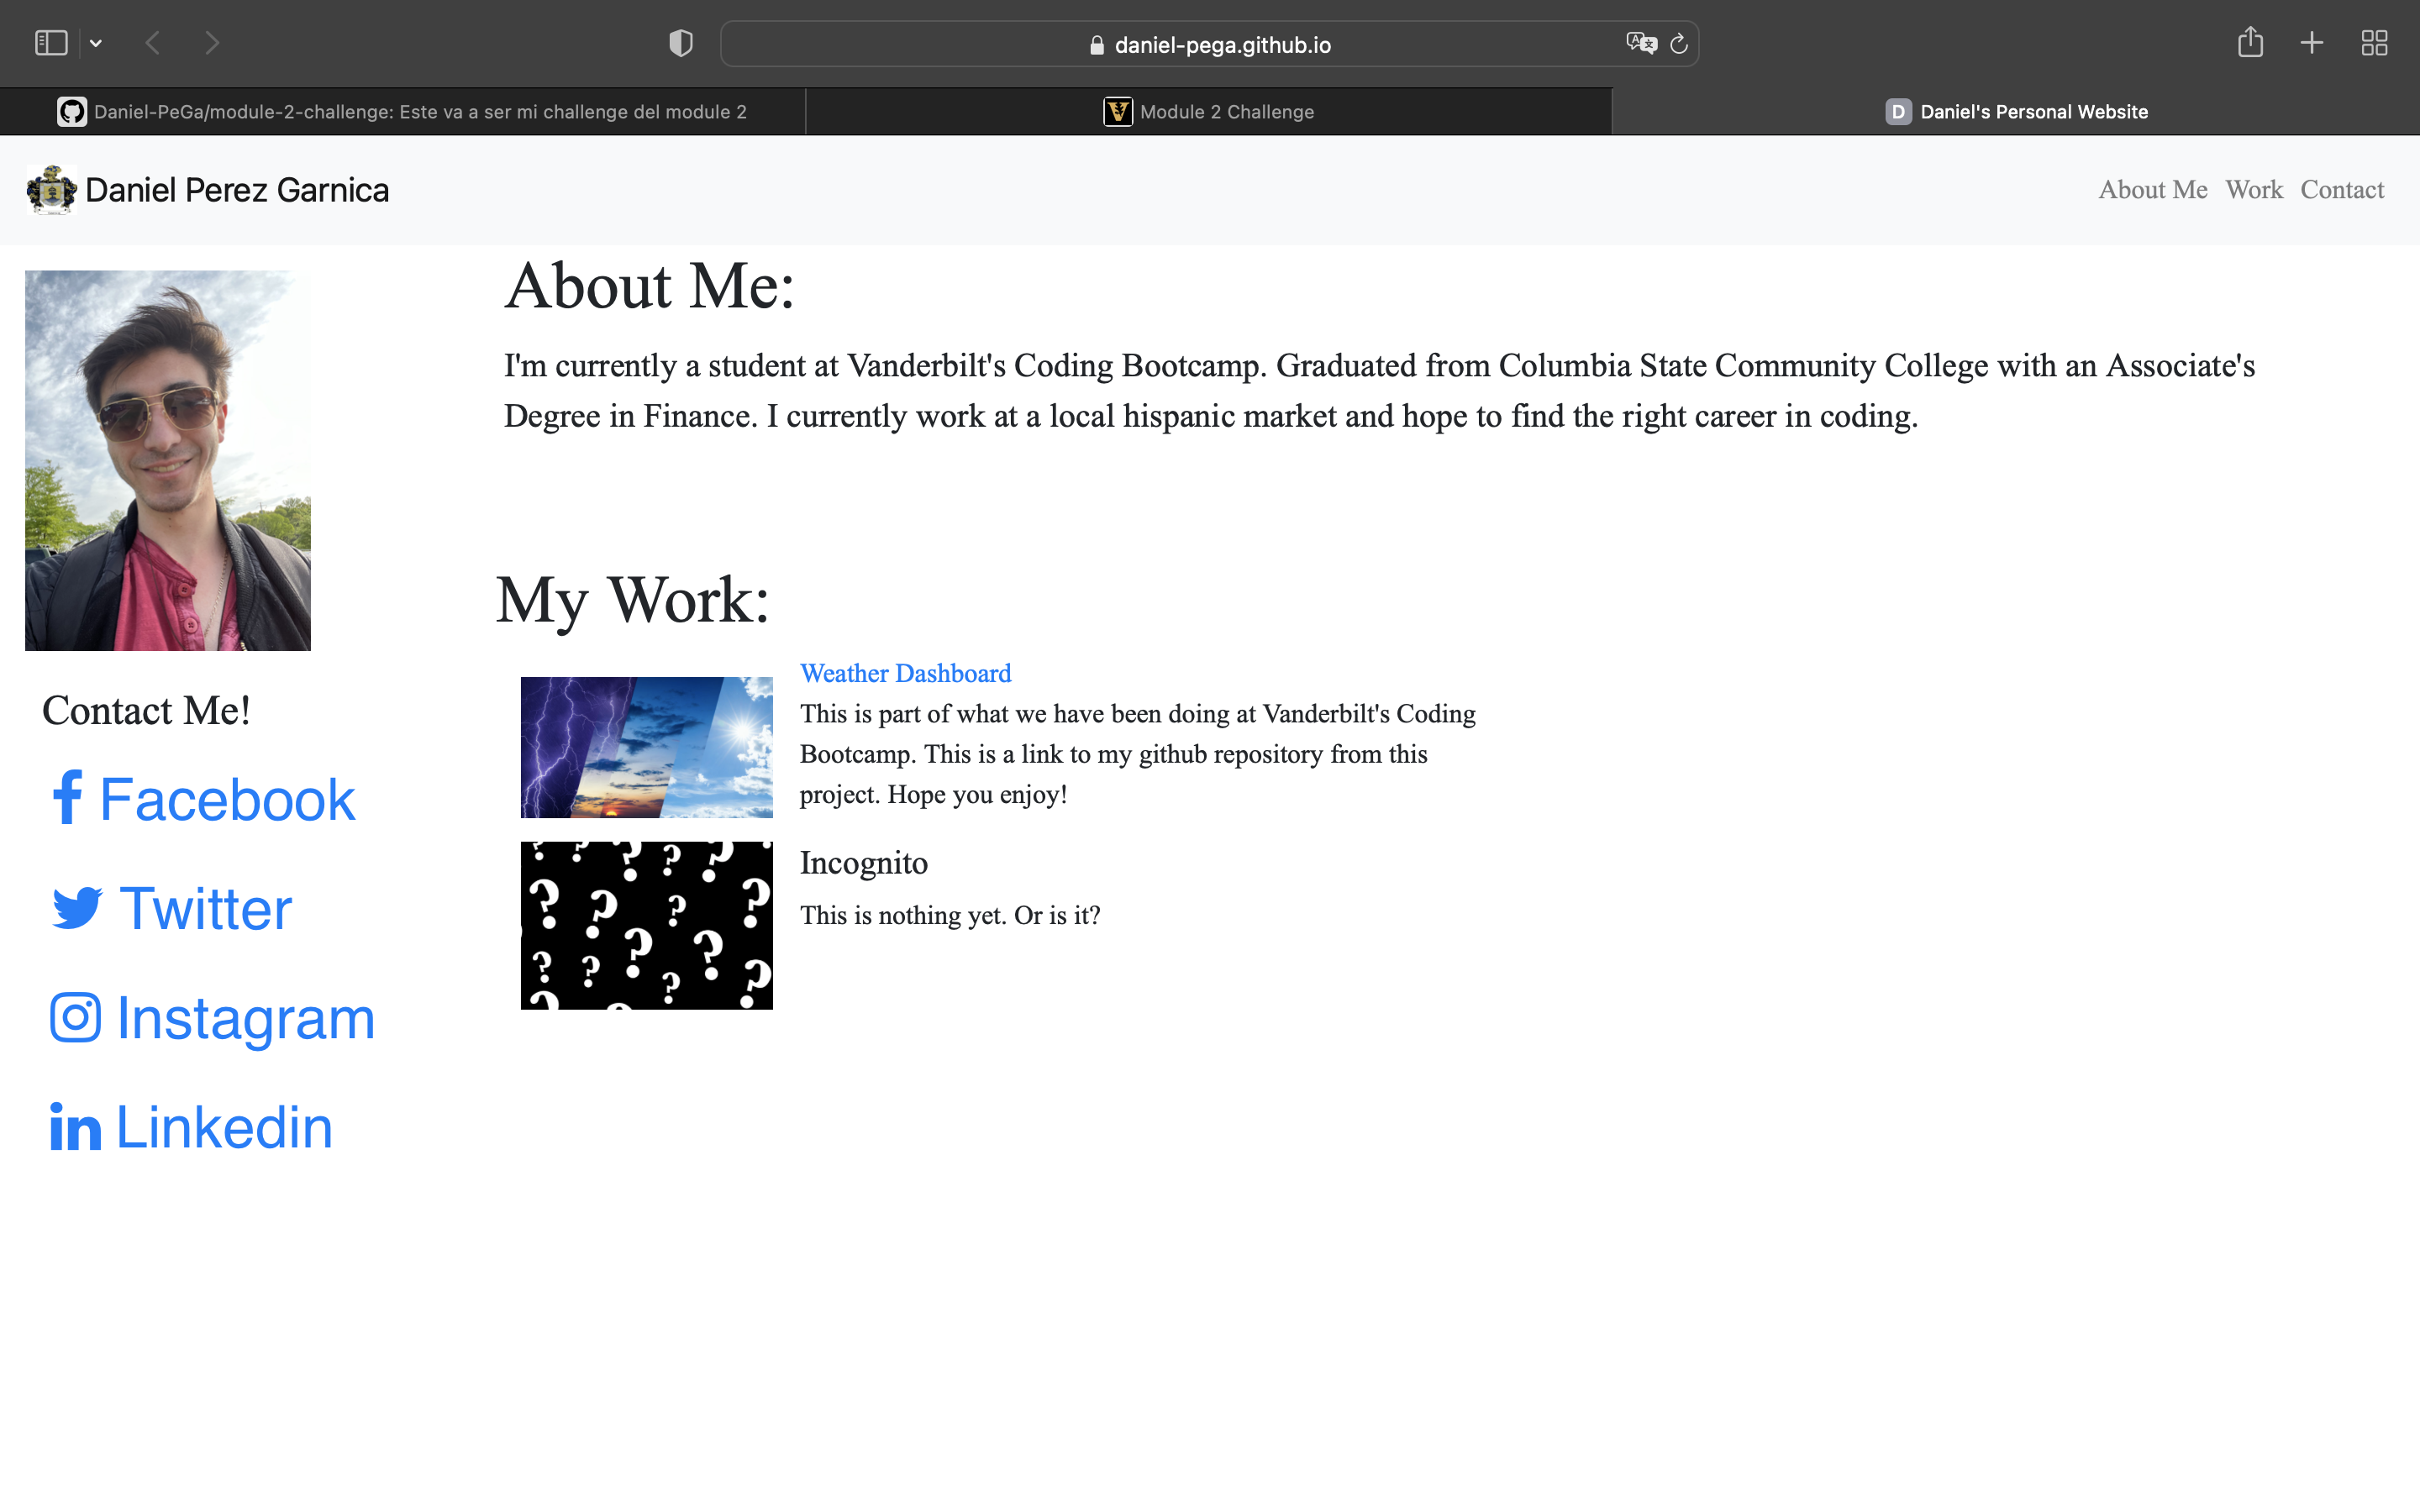 daniel-pega.github.io
Daniel-PeGa/module-2-challenge: Este va a ser mi challenge del module 2
V Module 2 Challenge
D Daniel's Personal Website
Daniel Perez Garnica
About Me Work Contact
About Me:
I'm currently a student at Vanderbilt's Coding Bootcamp. Graduated from Columbia State Community College with an Associate's
Degree in Finance. I currently work at a local hispanic market and hope to find the right career in coding.
My Work:
Weather Dashboard
This is part of what we have been doing at Vanderbilt's Coding
Bootcamp. This is a link to my github repository from this
project. Hope you enjoy!
Incognito
This is nothing yet. Or is it?
Contact Me!
Facebook
Twitter
Instagram
Linkedin